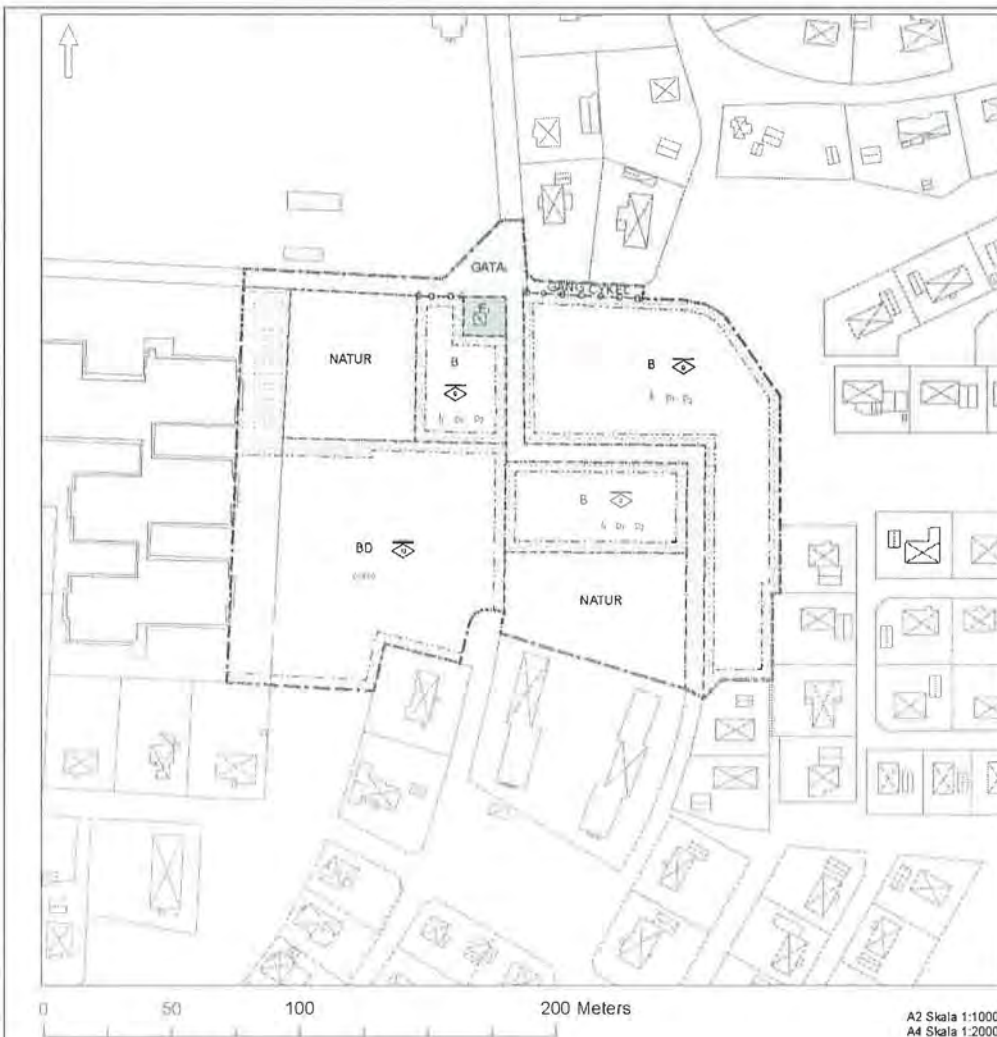 GATA
GÅNG CYKEL
E
NATUR
B
B
B
BD
NATUR
0 50 100 200 Meters
A2 Skala 1:1000
A4 Skala 1:2000